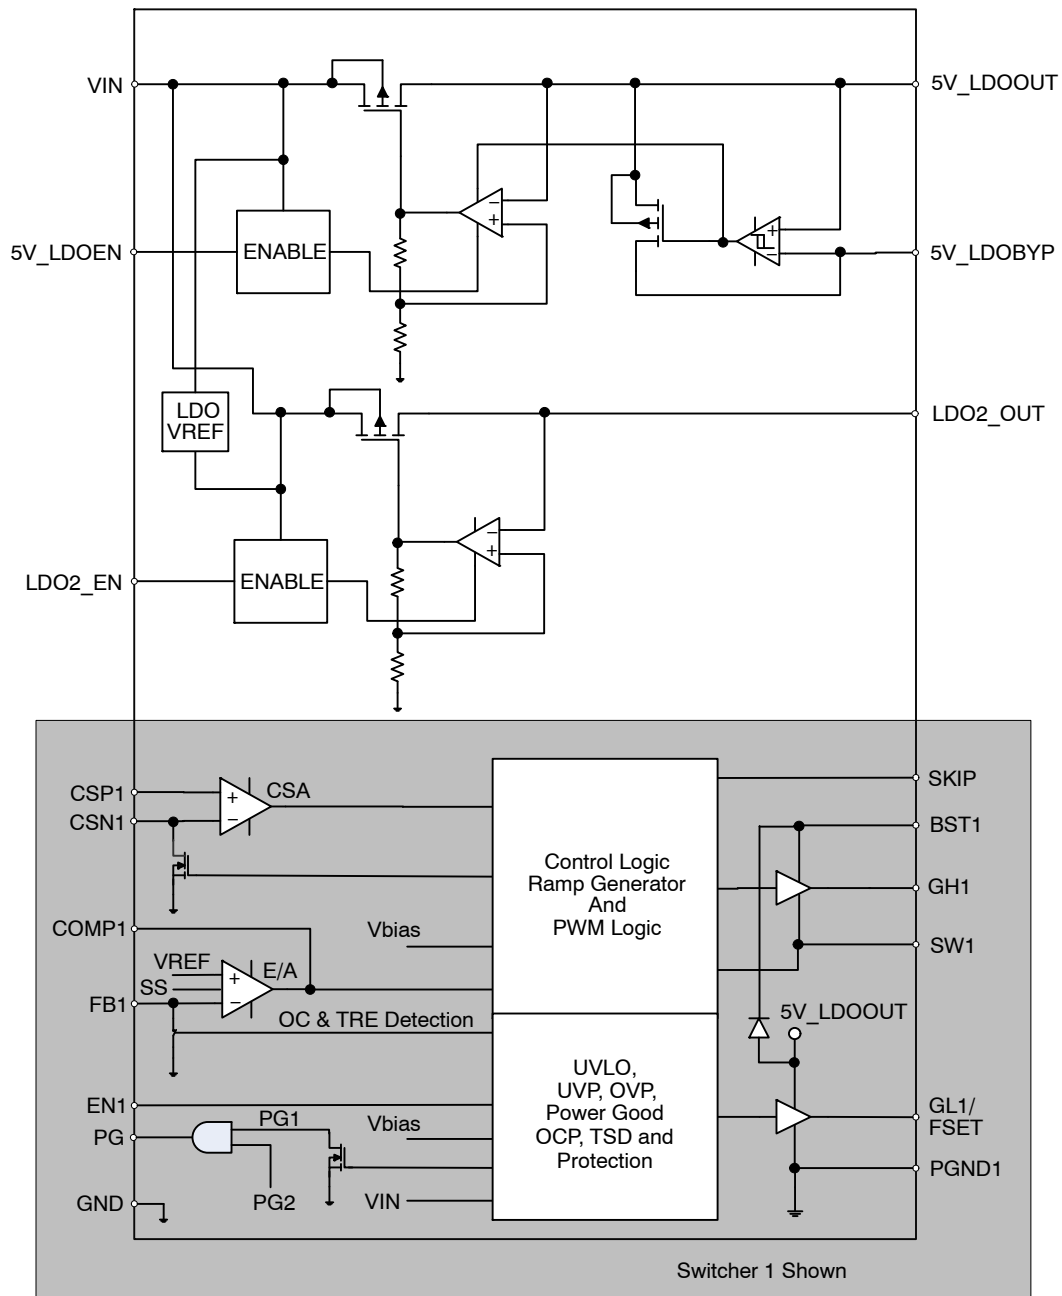 VIN
5V_LDOOUT
5V_LDOEN
ENABLE
−
+
+
−
5V_LDOBYP
LDO
VREF
LDO2_OUT
LDO2_EN
ENABLE
−
+
CSP1
CSN1
+
−
CSA
COMP1
VREF
SS
FB1
+
−
E/A
Vbias
OC & TRE Detection
Control Logic
Ramp Generator
And
PWM Logic
SKIP
BST1
GH1
SW1
5V_LDOOUT
EN1
PG
PG1
PG2
GND
Vbias
VIN
UVLO,
UVP, OVP,
Power Good
OCP, TSD and
Protection
GL1/
FSET
PGND1
Switcher 1 Shown